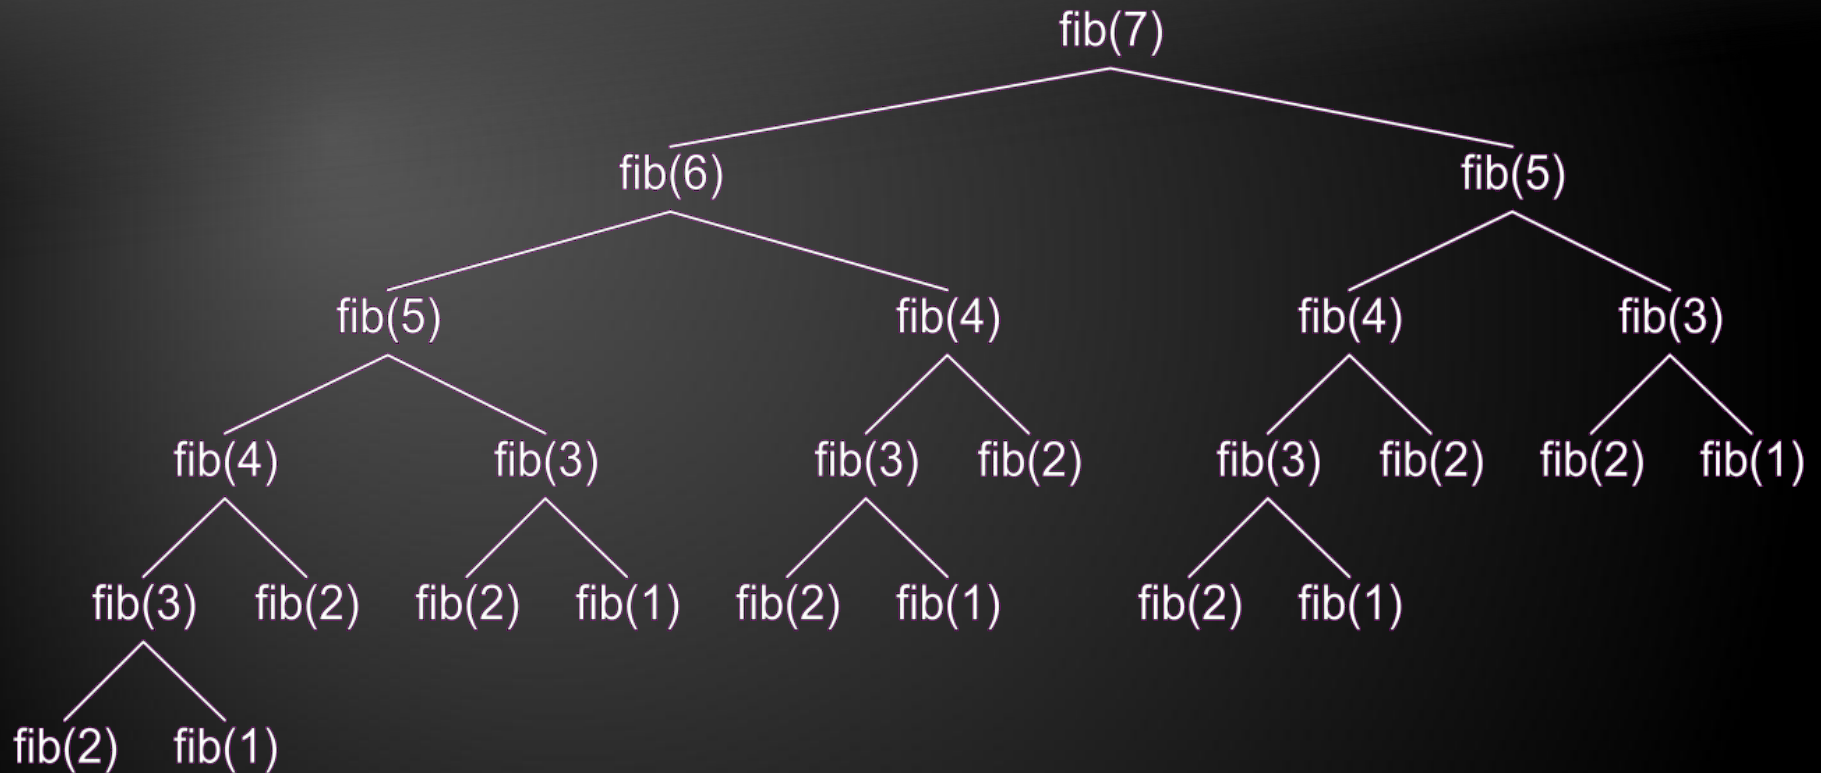 fib(7)
fib(6) fib(5)
fib(5) fib(4) fib(4) fib(3)
fib(4) fib(3) fib(3) fib(2) fib(3) fib(2) fib(2) fib(1)
fib(3) fib(2) fib(2) fib(1) fib(2) fib(1) fib(2) fib(1)
fib(2) fib(1)